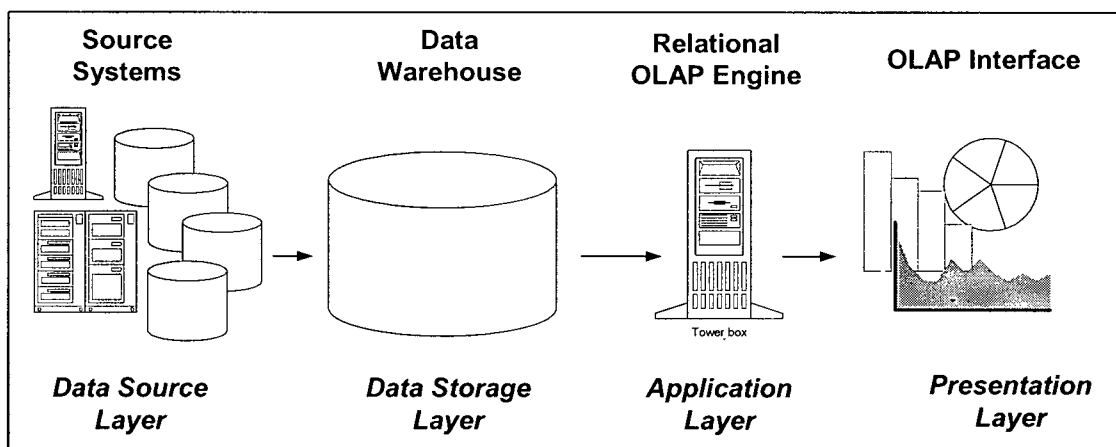 Source
Systems
Data
Warehouse
Relational
OLAP Engine
OLAP Interface
Tower box
Data Source
Layer
Data Storage
Layer
Application
Layer
Presentation
Layer